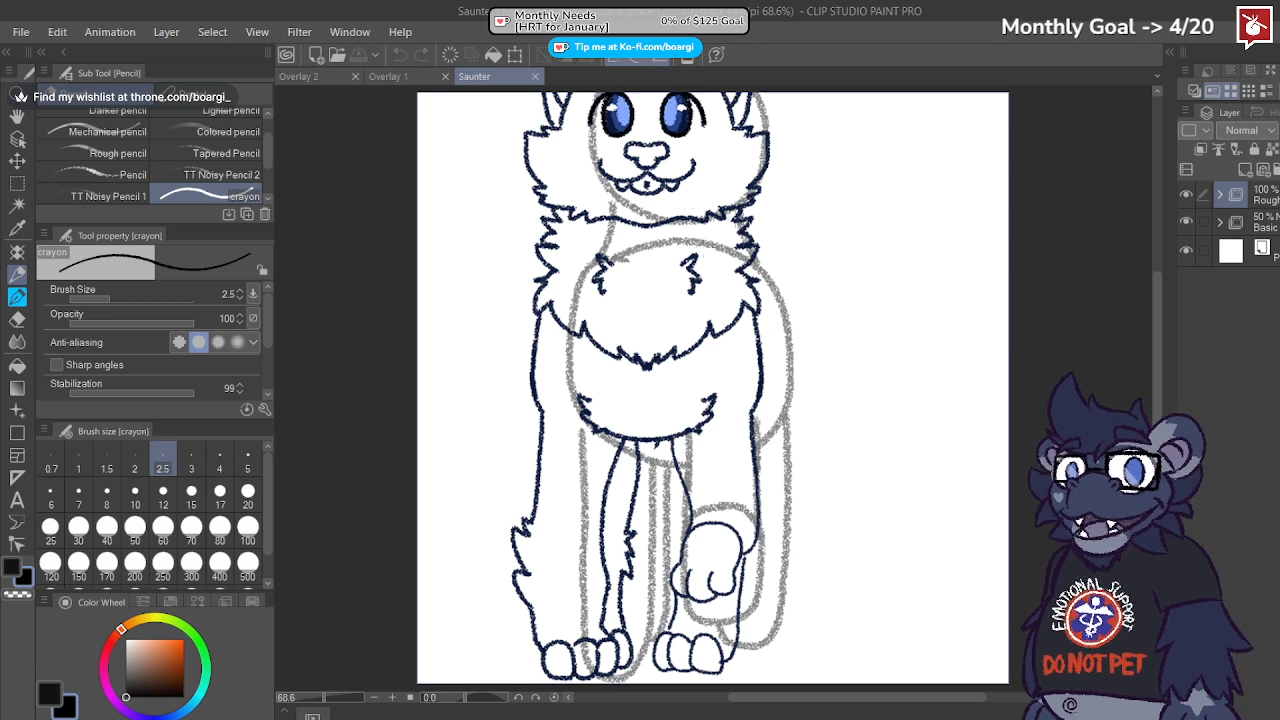 Saunte
pi 68.6%) - CLIP STUDIO PAINT PRO
Monthly Needs
[HRT for January]
0% of $125 Goal
Tip me at Ko-fi.com/boargi
Monthly Goal -> 4/20
File Edit Animation Layer Select View Filter Window Help
Sub Tool [Pencil]
Overlay 2
Overlay 1
Saunter
Find my wishlist at throne.com/boargi_
Darker pencil
Lighter pencil
Mechanical pencil
Colored pencil
Rough pencil
Tapered Pencil
Pencil
TT Noisy Pencil 2
TT Noisy Pencil 1
crayon
Tool property [crayon]
crayon
Brush Size 2.5
Opacity 100
Anti-aliasing
Sharp angles
Stabilization 99
Brush size [crayon]
0.7 1 1.5 2 2.5 3 4 5
6 7 8 10 12 15 17 20
25 30 40 50 60 70 80 100
120 150 170 200 250 300 400 500
Color Wheel
Layer
Normal
100 %
Rough
50 %
Basic
P
68.6
0.0
EMOTIONAL SUPPORT
DO NOT PET